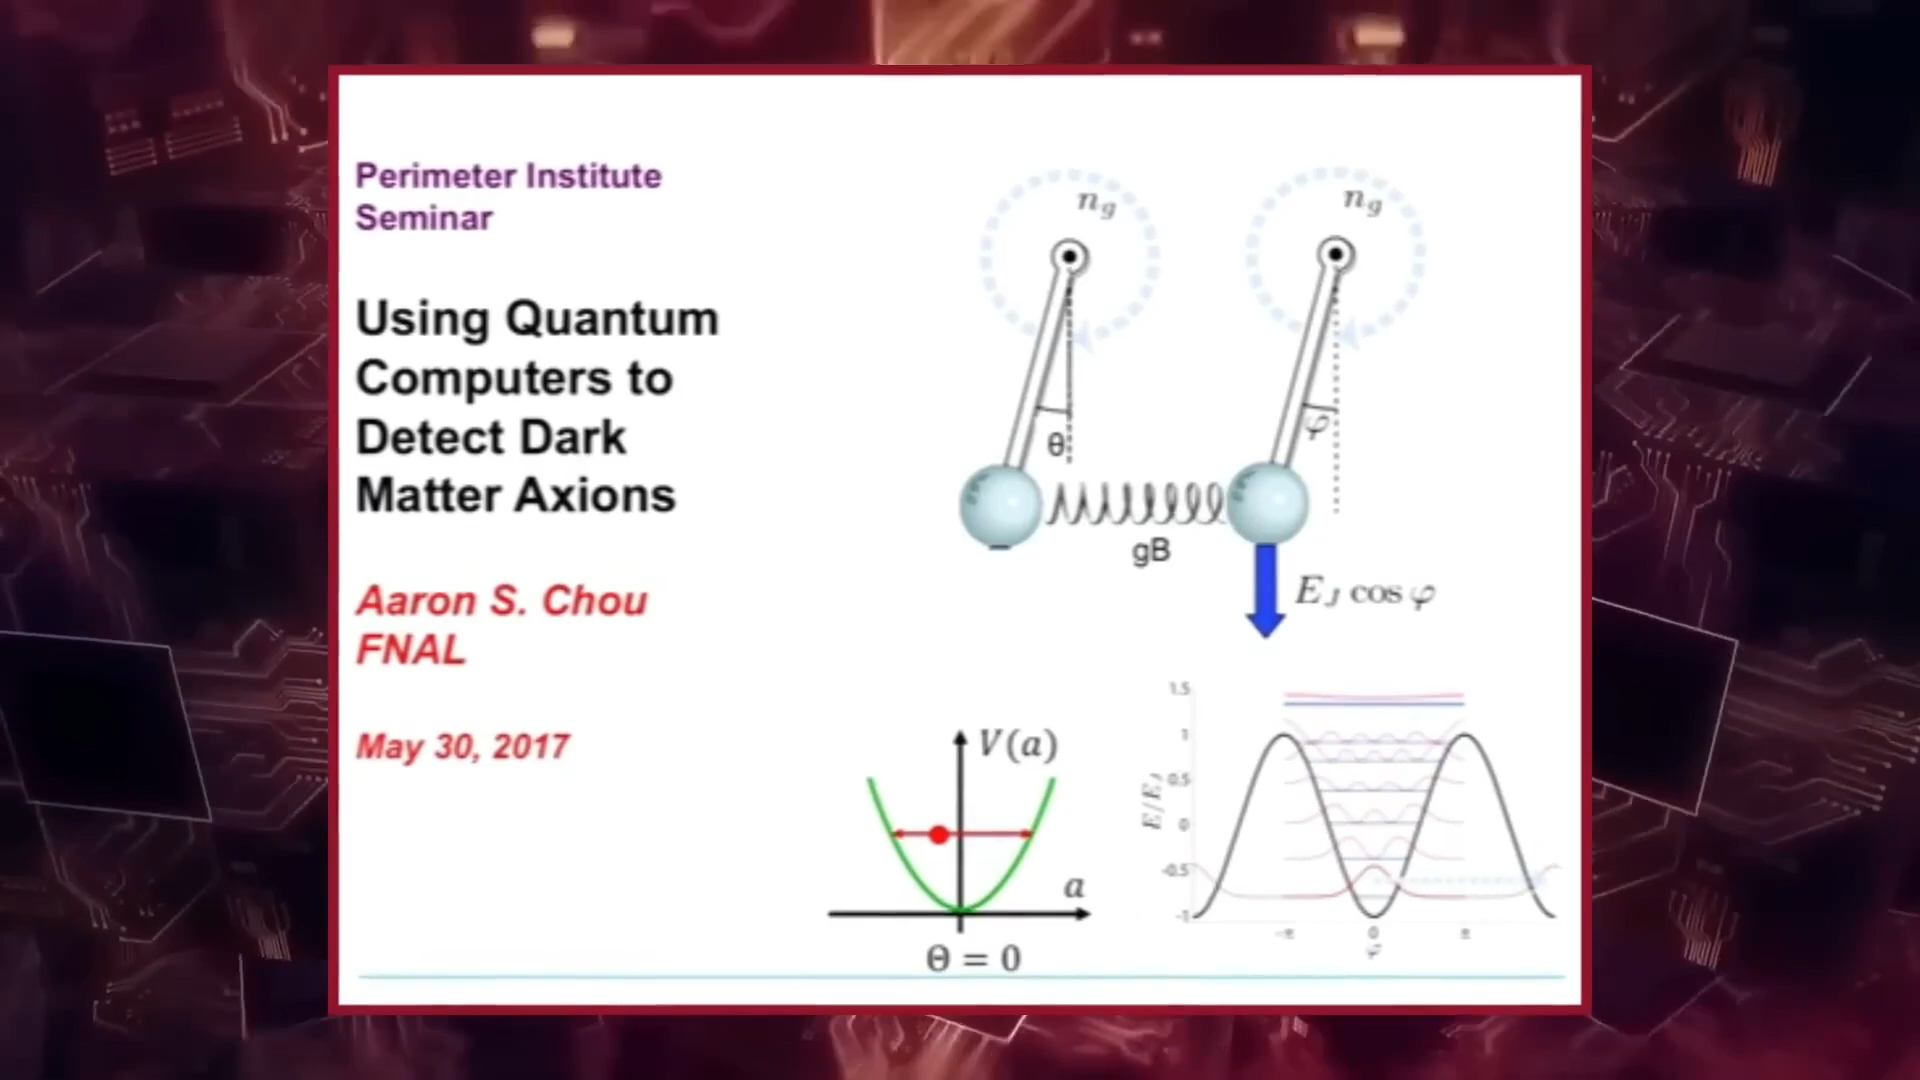 Perimeter Institute
Seminar
Using Quantum
Computers to
Detect Dark
Matter Axions
Aaron S. Chou
FNAL
May 30, 2017
n_g
n_g
θ
φ
gB
E_J cos φ
V(a)
a
Θ = 0
E/E_J
1.5
1
0.5
0
-0.5
-1
-π
0
π
φ